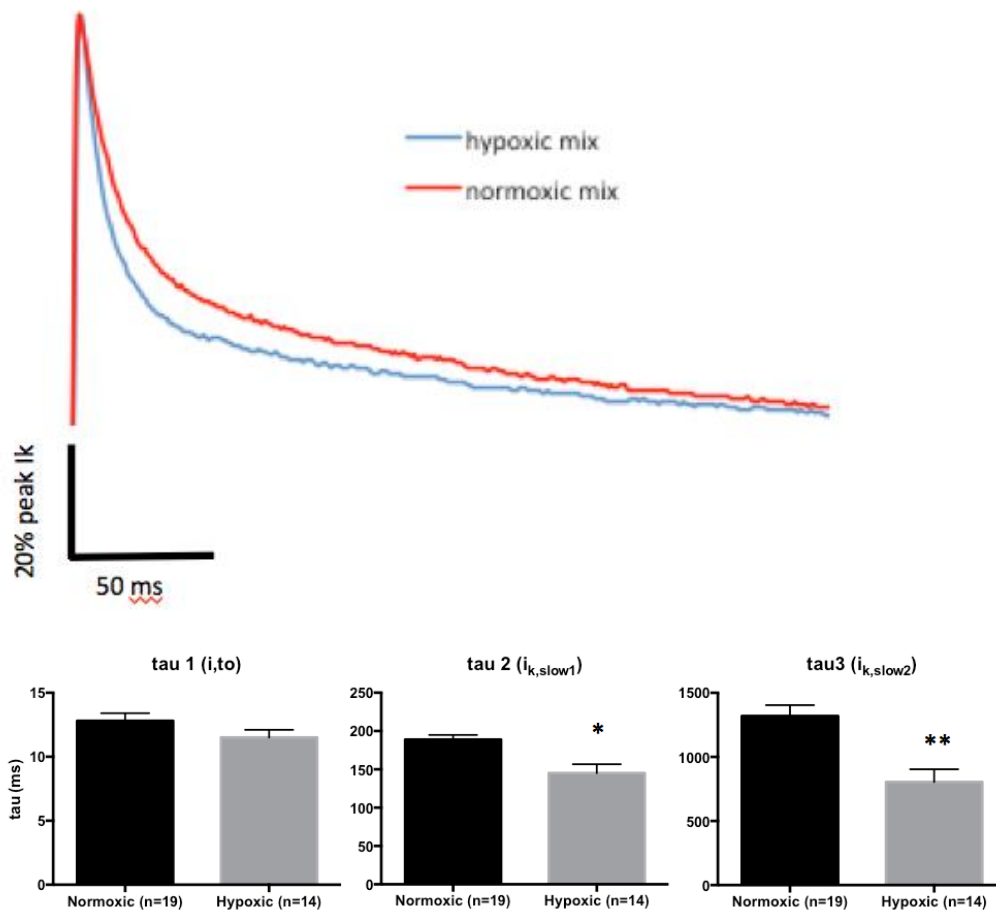 hypoxic mix
normoxic mix
20% peak Ik
50 ms
tau 1 (i,to)
tau (ms)
15
10
5
0
Normoxic (n=19) Hypoxic (n=14)
tau 2 (ik,slow1)
250
200
150
100
50
0
*
Normoxic (n=19) Hypoxic (n=14)
tau3 (ik,slow2)
1500
1000
500
0
**
Normoxic (n=19) Hypoxic (n=14)